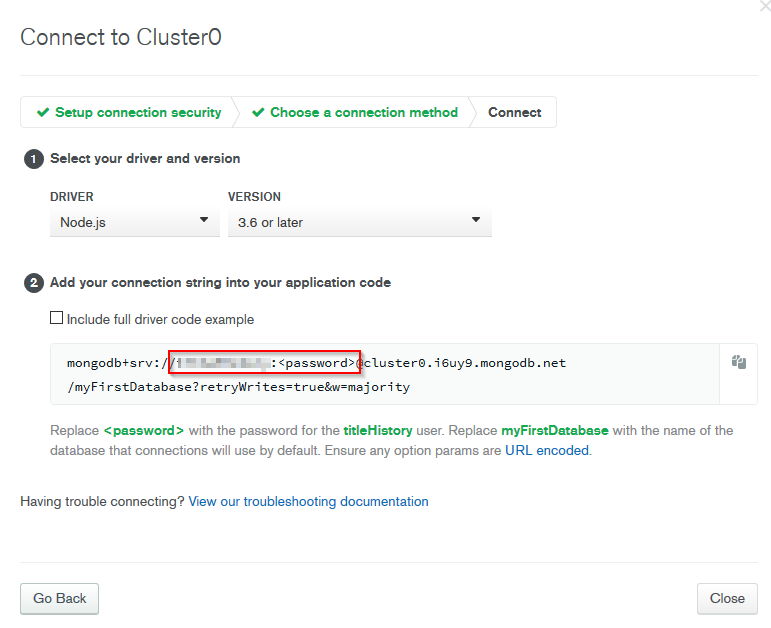 Connect to Cluster0
Setup connection security
Choose a connection method
Connect
1 Select your driver and version
DRIVER
VERSION
Node.js
3.6 or later
2 Add your connection string into your application code
Include full driver code example
mongodb+srv:// :<password>@cluster0.i6uy9.mongodb.net
/myFirstDatabase?retryWrites=true&w=majority
Replace <password> with the password for the titleHistory user. Replace myFirstDatabase with the name of the
database that connections will use by default. Ensure any option params are URL encoded.
Having trouble connecting? View our troubleshooting documentation
Go Back
Close